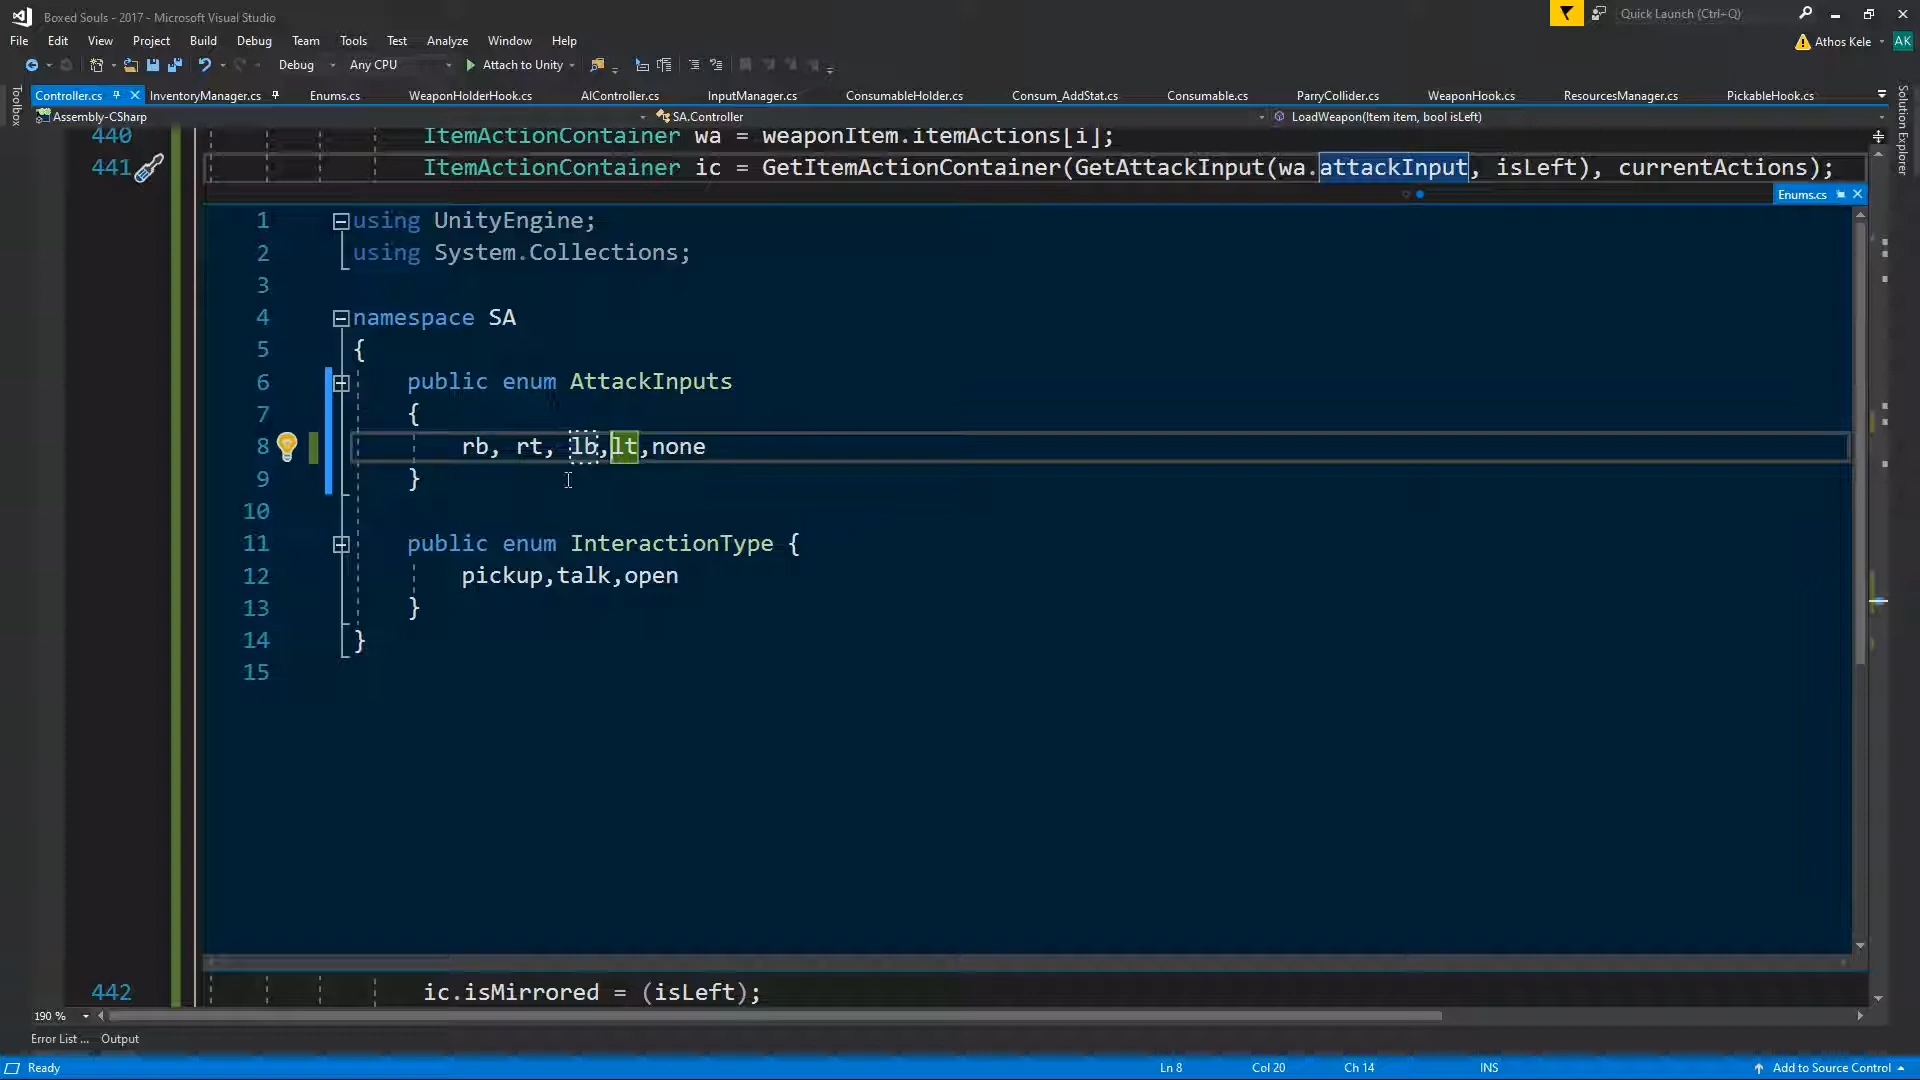 Boxed Souls - 2017 - Microsoft Visual Studio
Quick Launch (Ctrl+Q)
File Edit View Project Build Debug Team Tools Test Analyze Window Help
Athos Kele AK
Debug Any CPU Attach to Unity
Toolbox
Controller.cs InventoryManager.cs Enums.cs WeaponHolderHook.cs AIController.cs InputManager.cs ConsumableHolder.cs Consum_AddStat.cs Consumable.cs ParryCollider.cs WeaponHook.cs ResourcesManager.cs PickableHook.cs
Solution Explorer
Assembly-CSharp SA.Controller LoadWeapon(Item item, bool isLeft)
440 ItemActionContainer wa = weaponItem.itemActions[i];
441 ItemActionContainer ic = GetItemActionContainer(GetAttackInput(wa.attackInput, isLeft), currentActions);
Enums.cs
1 using UnityEngine;
2 using System.Collections;
3
4 namespace SA
5 {
6 public enum AttackInputs
7 {
8 rb, rt, lb,lt,none
9 }
10
11 public enum InteractionType {
12 pickup,talk,open
13 }
14 }
15
442 ic.isMirrored = (isLeft);
190 %
Error List ... Output
Ready Ln 8 Col 20 Ch 14 INS Add to Source Control